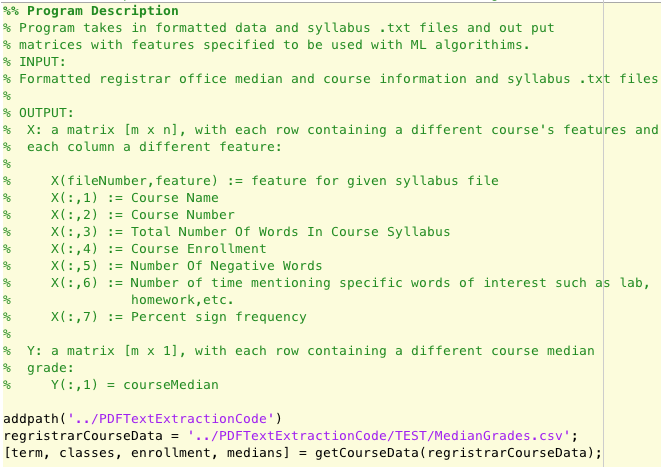 %% Program Description
% Program takes in formatted data and syllabus .txt files and out put
% matrices with features specified to be used with ML algorithims.
% INPUT:
% Formatted registrar office median and course information and syllabus .txt files
%
% OUTPUT:
%  X: a matrix [m x n], with each row containing a different course's features and
%  each column a different feature:
%
%     X(fileNumber,feature) := feature for given syllabus file
%     X(:,1) := Course Name
%     X(:,2) := Course Number
%     X(:,3) := Total Number Of Words In Course Syllabus
%     X(:,4) := Course Enrollment
%     X(:,5) := Number Of Negative Words
%     X(:,6) := Number of time mentioning specific words of interest such as lab,
%               homework,etc.
%     X(:,7) := Percent sign frequency
%
%  Y: a matrix [m x 1], with each row containing a different course median
%  grade:
%     Y(:,1) = courseMedian
addpath('../PDFTextExtractionCode')
regristrarCourseData = '../PDFTextExtractionCode/TEST/MedianGrades.csv';
[term, classes, enrollment, medians] = getCourseData(regristrarCourseData);